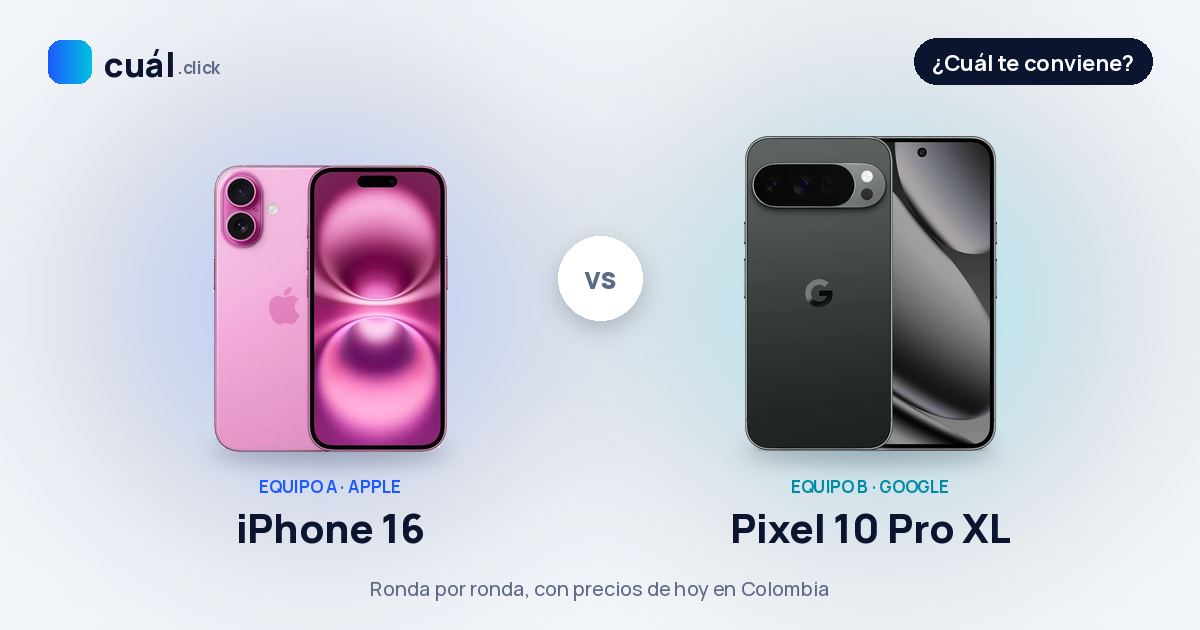 cuál.click
¿Cuál te conviene?
VS
EQUIPO A · APPLE
iPhone 16
EQUIPO B · GOOGLE
Pixel 10 Pro XL
Ronda por ronda, con precios de hoy en Colombia